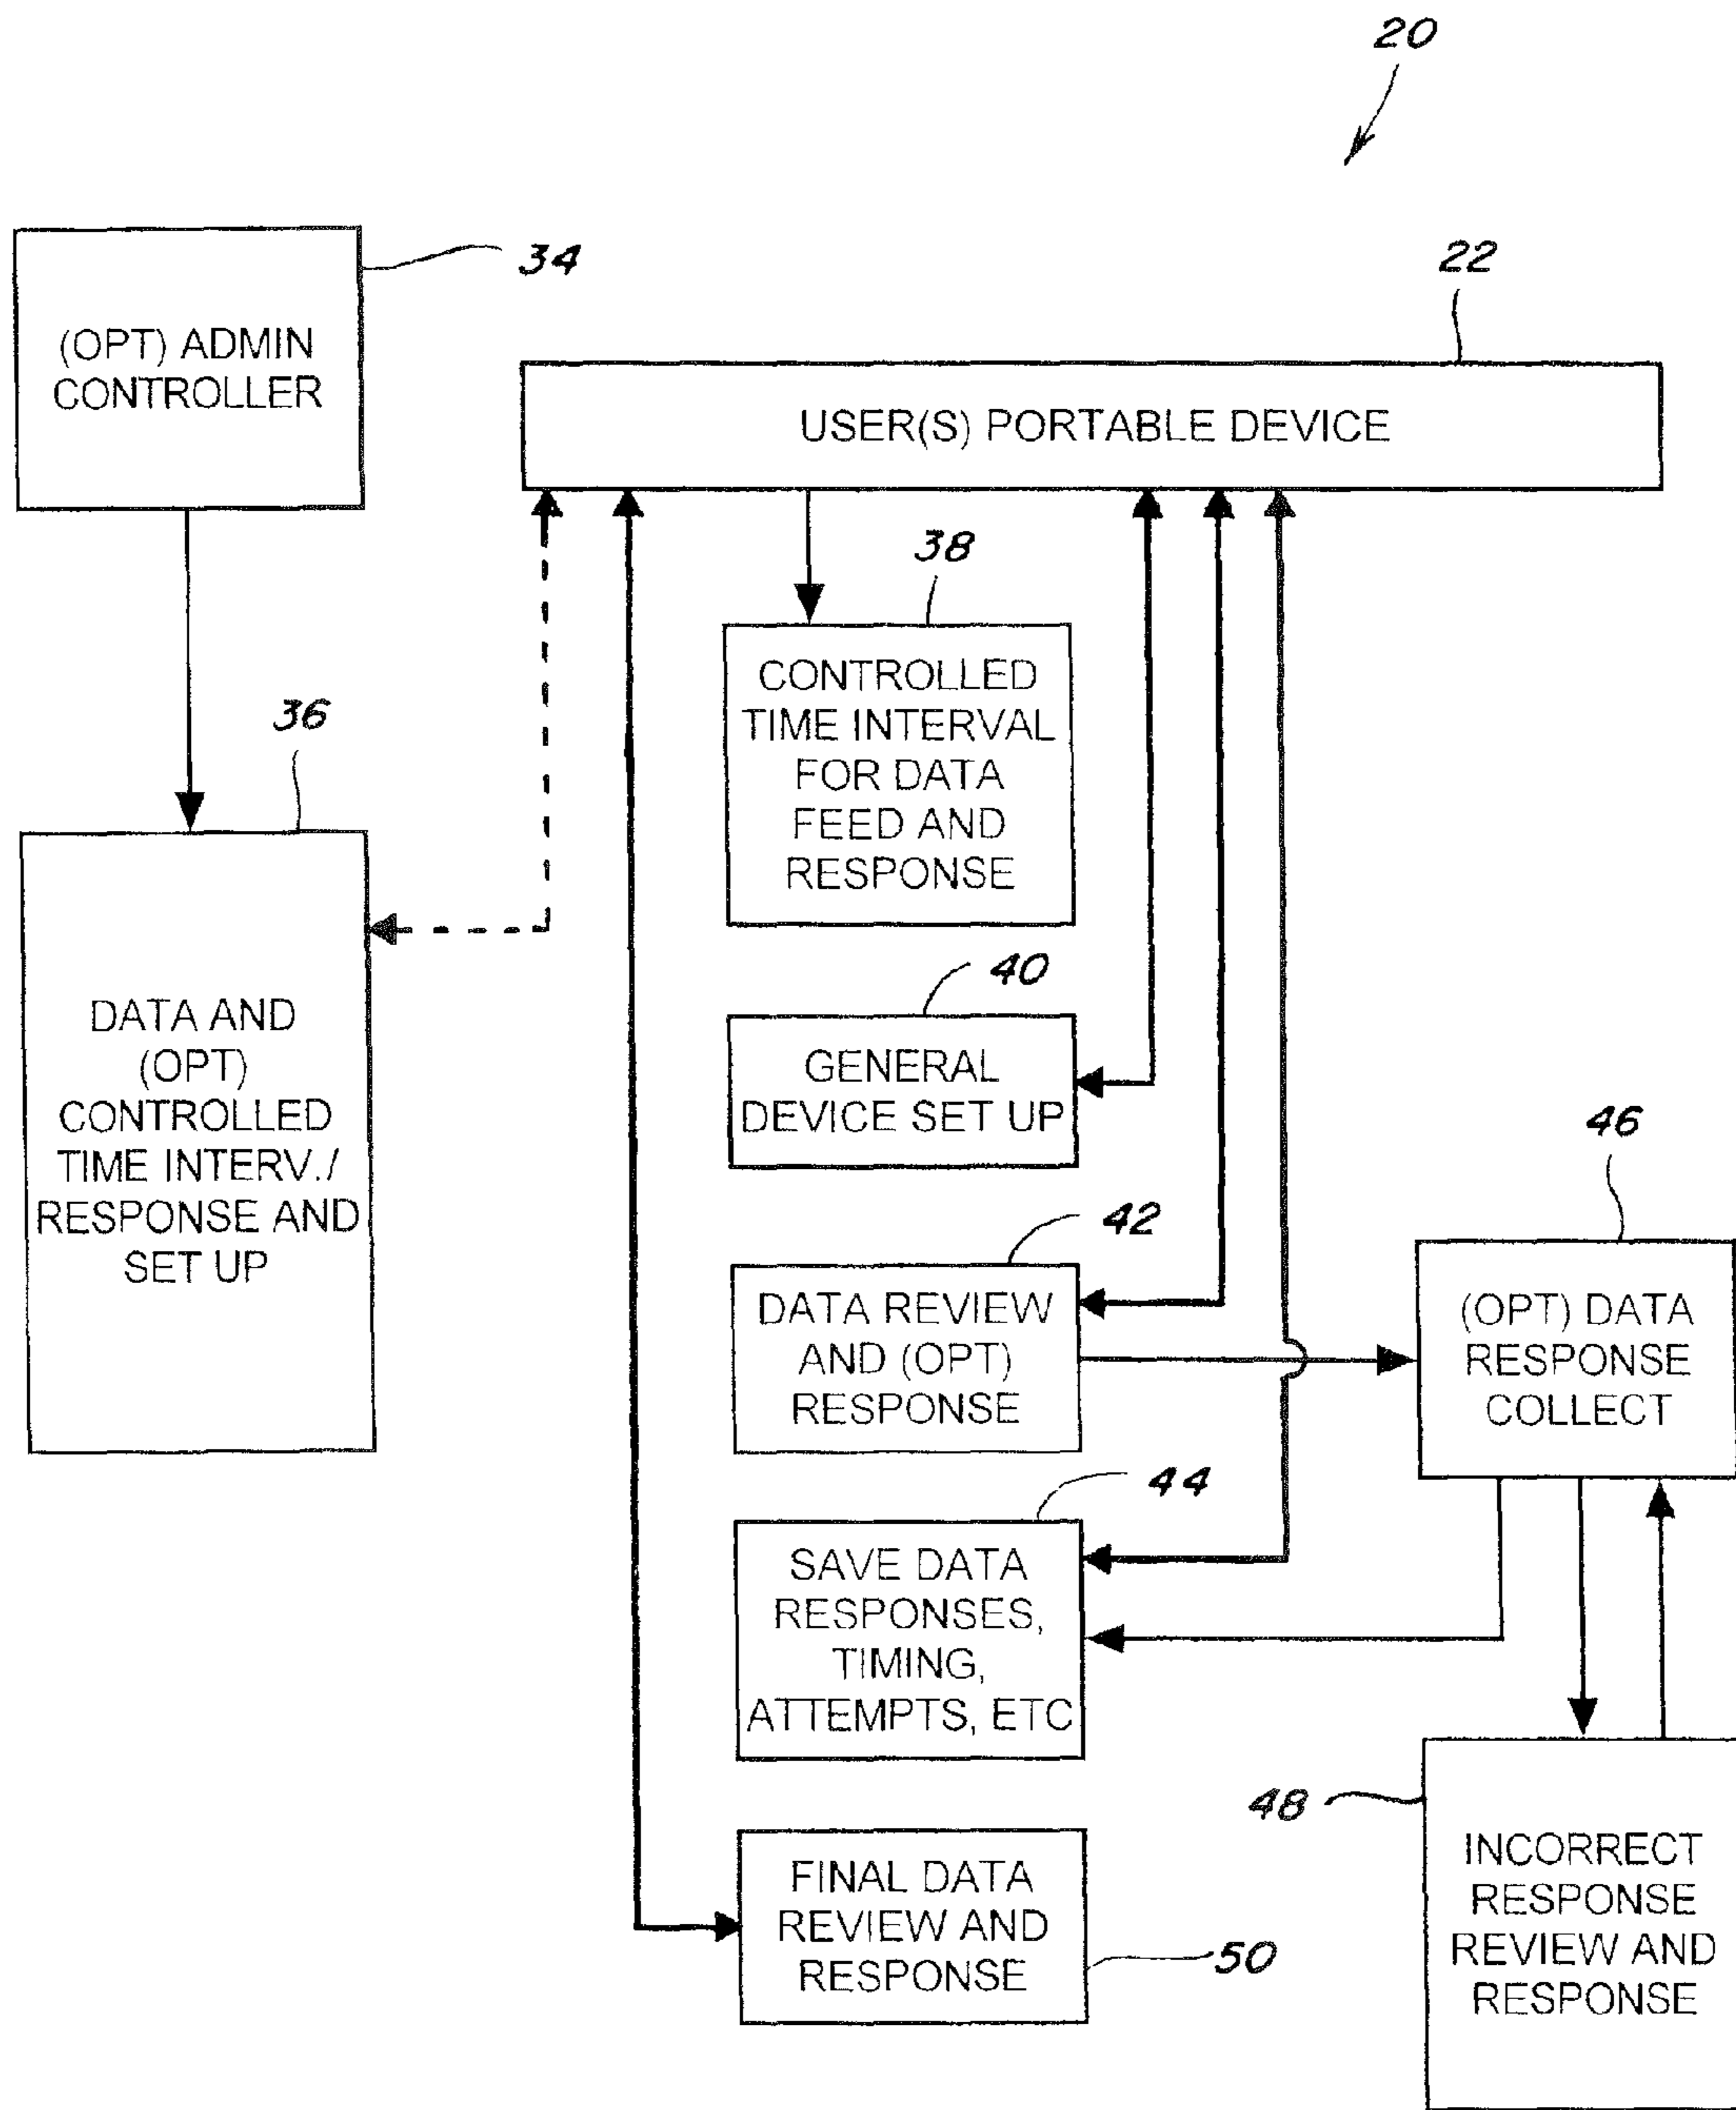 20
34
(OPT) ADMIN
CONTROLLER
22
USER(S) PORTABLE DEVICE
38
CONTROLLED
TIME INTERVAL
FOR DATA
FEED AND
RESPONSE
36
DATA AND
(OPT)
CONTROLLED
TIME INTERV./
RESPONSE AND
SET UP
40
GENERAL
DEVICE SET UP
42
DATA REVIEW
AND (OPT)
RESPONSE
46
(OPT) DATA
RESPONSE
COLLECT
44
SAVE DATA
RESPONSES,
TIMING,
ATTEMPTS, ETC
48
INCORRECT
RESPONSE
REVIEW AND
RESPONSE
FINAL DATA
REVIEW AND
RESPONSE
50